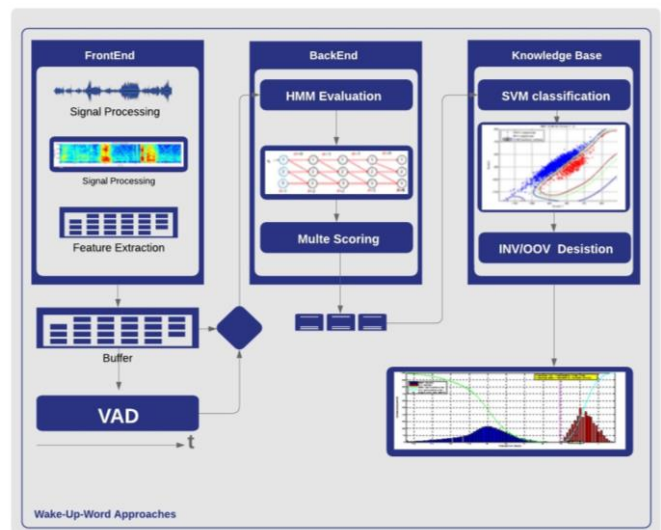 FrontEnd
Signal Processing
Signal Processing
Feature Extraction
Buffer
VAD
t
BackEnd
HMM Evaluation
Multe Scoring
Knowledge Base
SVM classification
INV/OOV Desistion
Wake-Up-Word Approaches